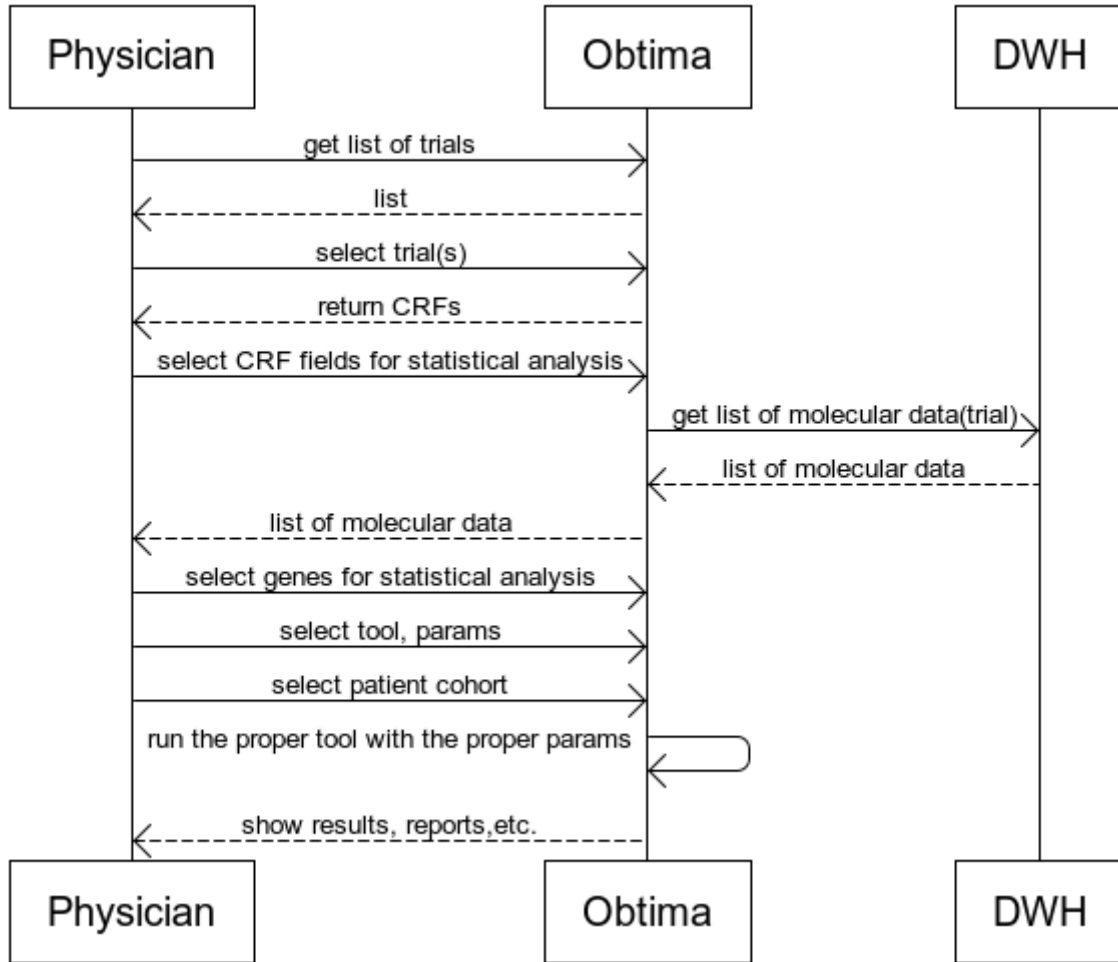 Physician
Obtima
DWH
get list of trials
list
select trial(s)
return CRFs
select CRF fields for statistical analysis
get list of molecular data(trial)
list of molecular data
list of molecular data
select genes for statistical analysis
select tool, params
select patient cohort
run the proper tool with the proper params
show results, reports,etc.
Physician
Obtima
DWH